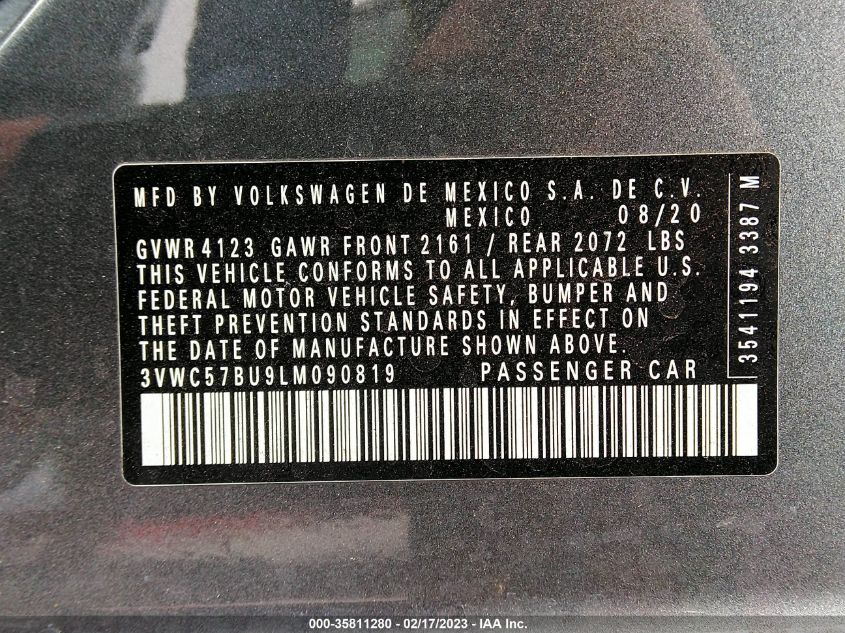 MFD BY VOLKSWAGEN DE MEXICO S.A. DE C.V.
MEXICO 08/20
GVWR 4123 GAWR FRONT 2161 / REAR 2072 LBS
THIS VEHICLE CONFORMS TO ALL APPLICABLE U.S.
FEDERAL MOTOR VEHICLE SAFETY, BUMPER AND
THEFT PREVENTION STANDARDS IN EFFECT ON
THE DATE OF MANUFACTURE SHOWN ABOVE.
3VWC57BU9LM090819 PASSENGER CAR
3541194 3387 M
000-35811280 - 02/17/2023 - IAA Inc.